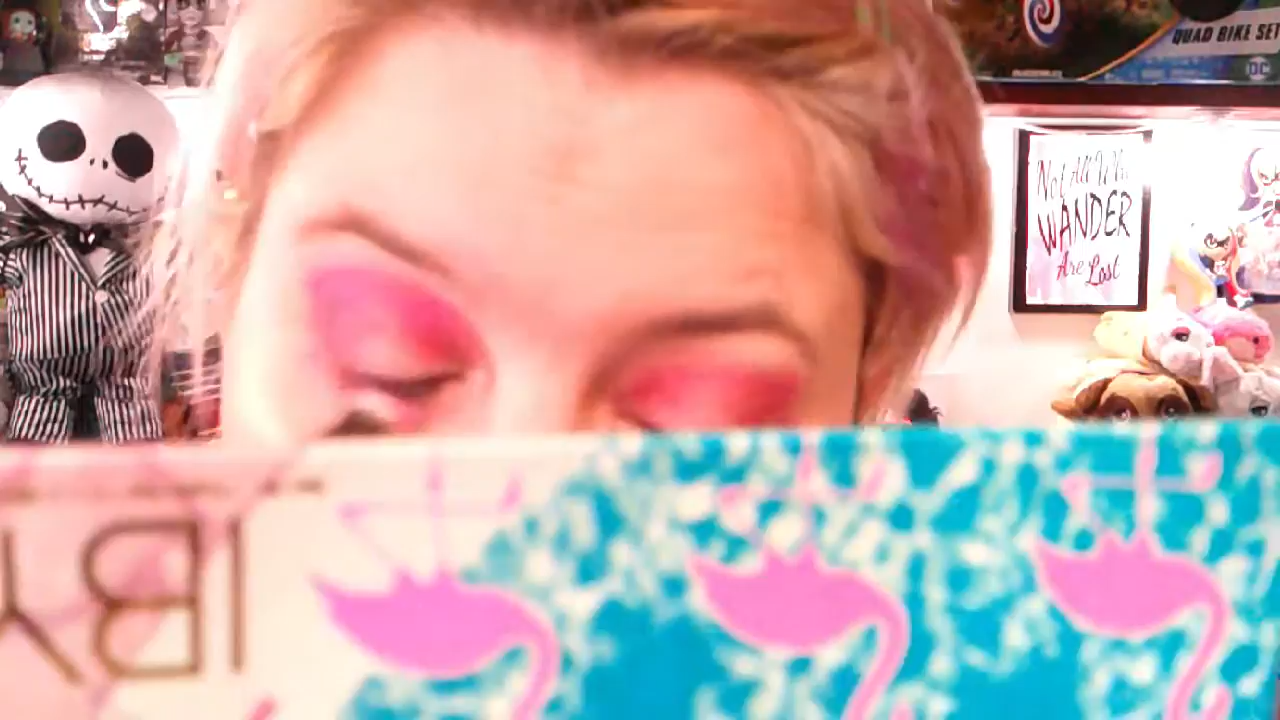 QUAD BIKE SET
DC
Not All Who
WANDER
Are Lost
IBY